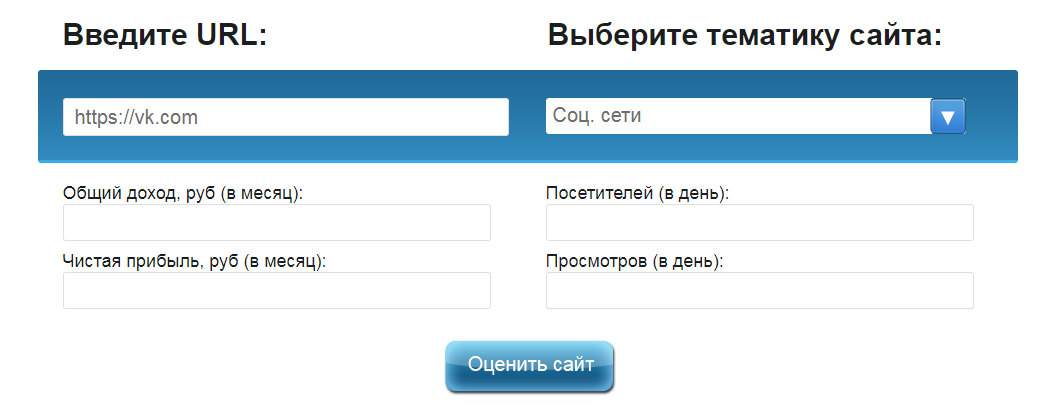 Введите URL:
Выберите тематику сайта:
https://vk.com
Соц. сети
Общий доход, руб (в месяц):
Посетителей (в день):
Чистая прибыль, руб (в месяц):
Просмотров (в день):
Оценить сайт